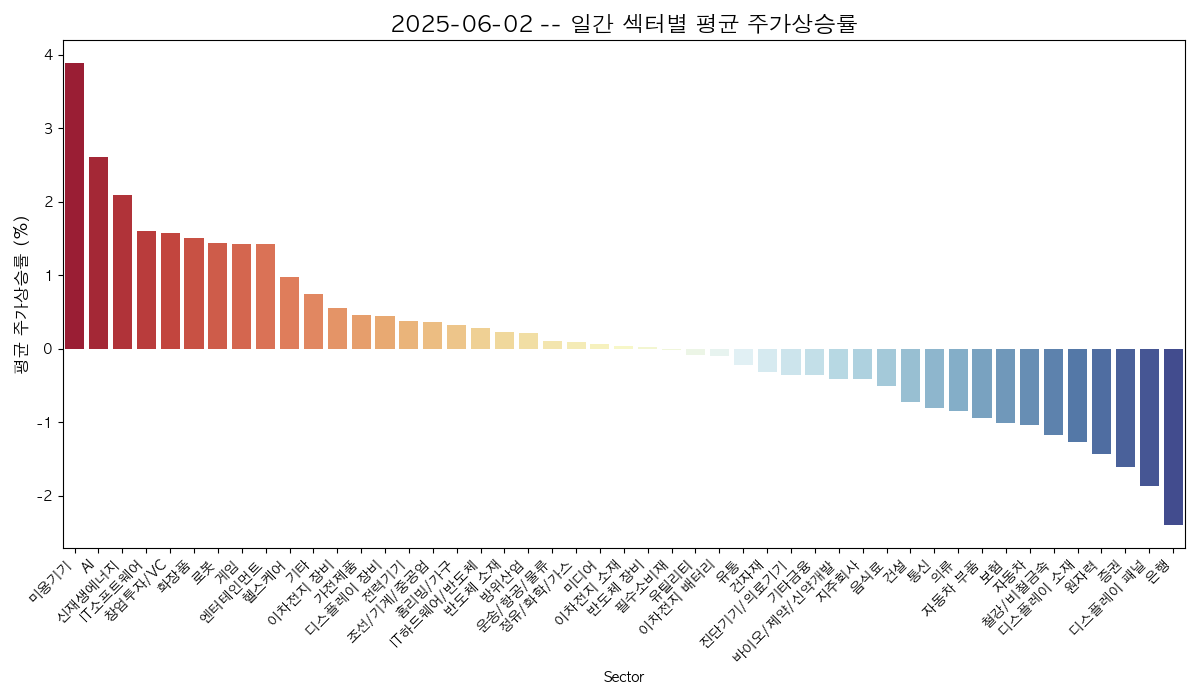 2025-06-02 -- 일간 섹터별 평균 주가상승률
평균 주가상승률 (%)
4
3
2
1
0
-1
-2
미용기기
AI
신재생에너지
IT소프트웨어
창업투자/VC
화장품
로봇
게임
엔터테인먼트
헬스케어
기타
이차전지 장비
가전제품
디스플레이 장비
전력기기
조선/기계/중공업
홈리빙/가구
IT하드웨어/반도체
반도체 소재
방위산업
운송/항공/물류
정유/화학/가스
미디어
이차전지 소재
반도체 장비
필수소비재
유틸리티
이차전지 배터리
유통
건자재
진단기기/의료기기
기타금융
바이오/제약/신약개발
지주회사
음식료
건설
통신
의류
자동차 부품
보험
자동차
철강/비철금속
디스플레이 소재
원자력
증권
디스플레이 패널
은행
Sector